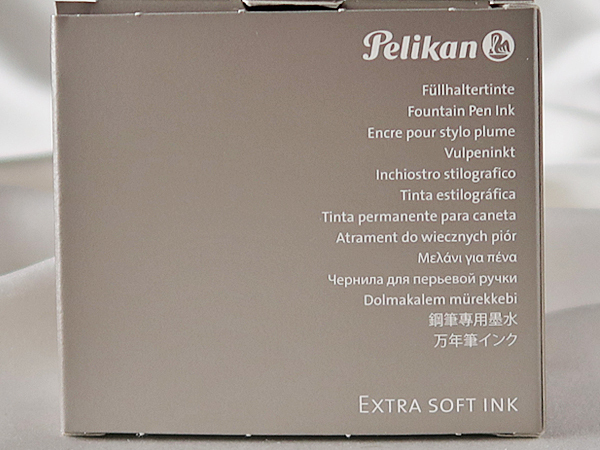 Pelikan
Füllhaltertinte
Fountain Pen Ink
Encre pour stylo plume
Vulpeninkt
Inchiostro stilografico
Tinta estilográfica
Tinta permanente para caneta
Atrament do wiecznych piór
Μελάνι για πένα
Чернила для перьевой ручки
Dolmakalem mürekkebi
鋼筆專用墨水
万年筆インク
EXTRA SOFT INK